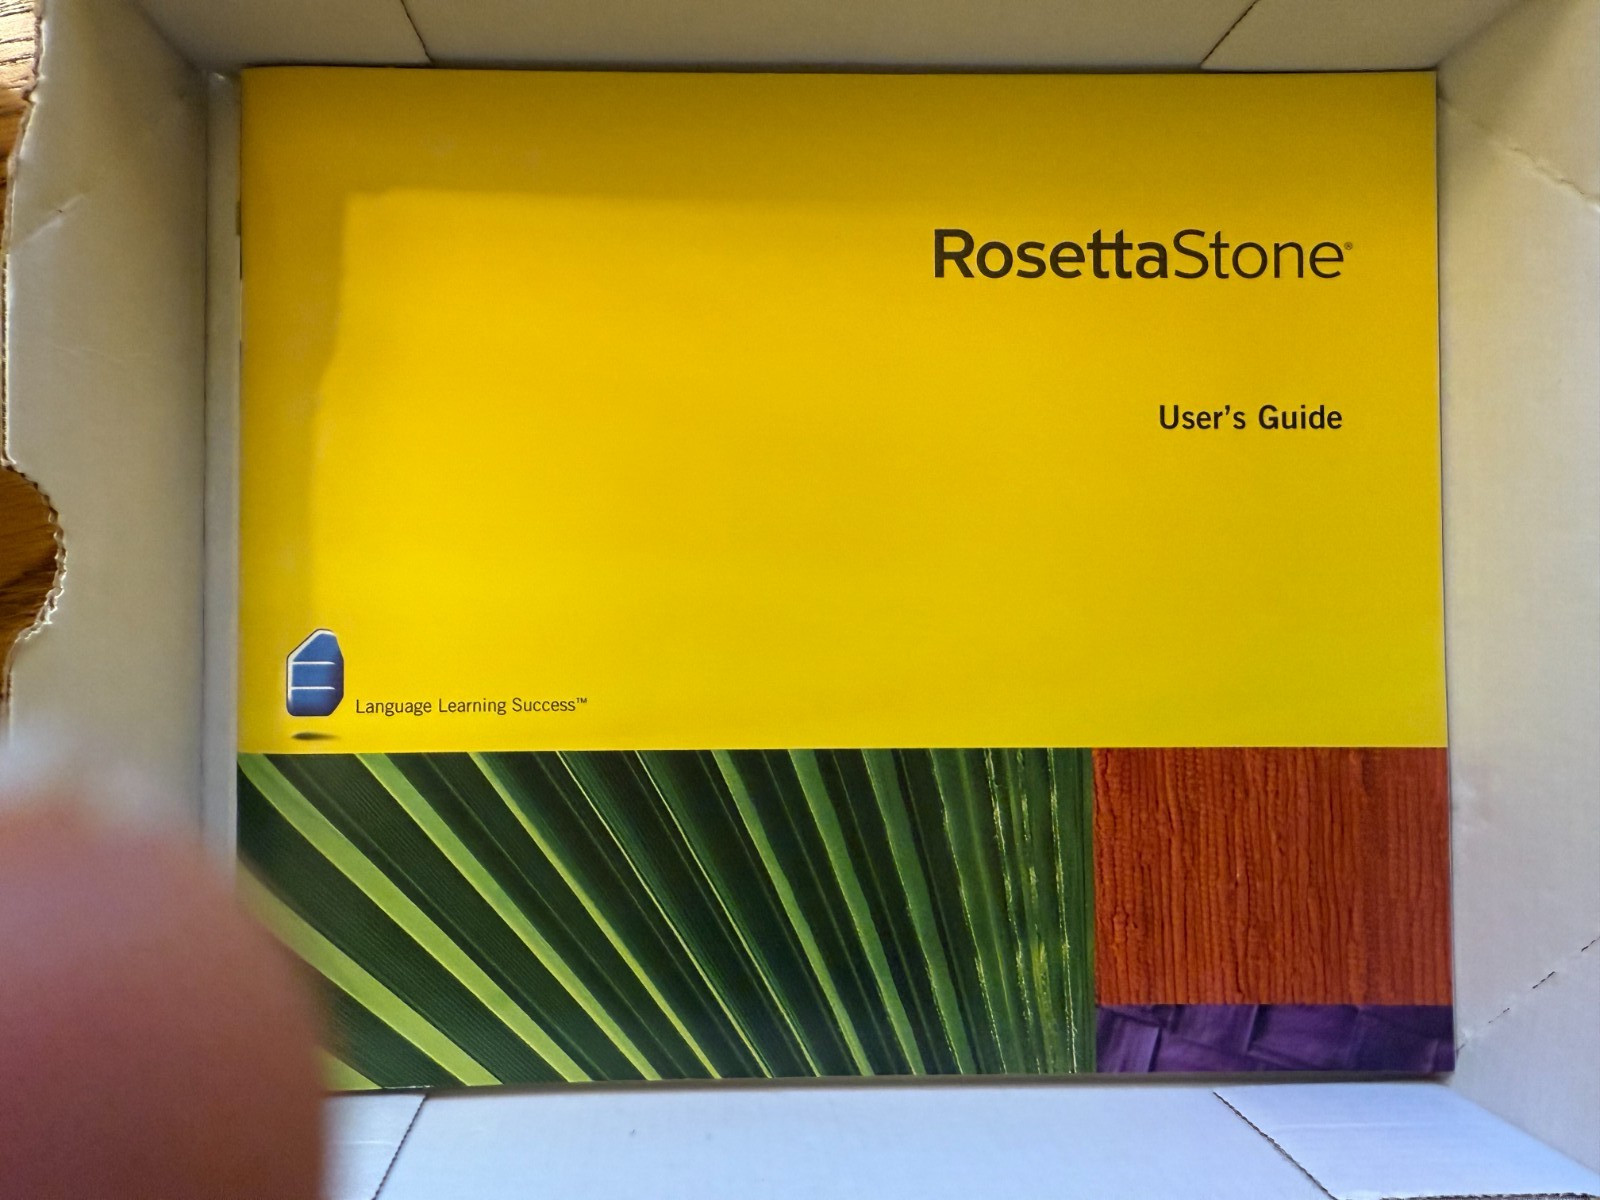 RosettaStone®
User's Guide
Language Learning Success™